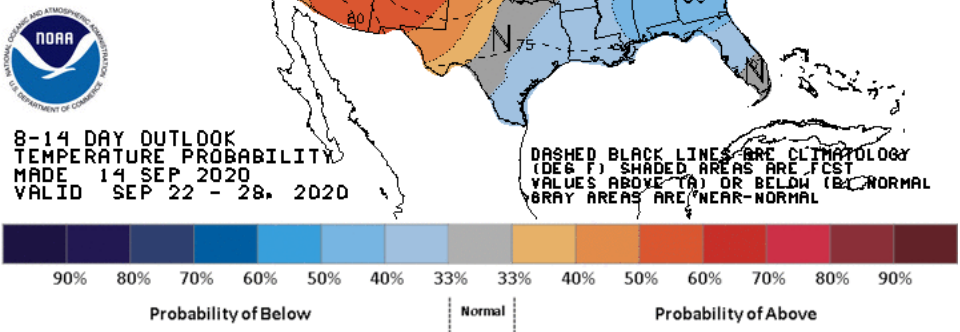 80
N 75
N
NOAA
NATIONAL OCEANIC AND ATMOSPHERIC ADMINISTRATION
U.S. DEPARTMENT OF COMMERCE
8-14 DAY OUTLOOK
TEMPERATURE PROBABILITY
MADE 14 SEP 2020
VALID SEP 22 - 28, 2020
DASHED BLACK LINES ARE CLIMATOLOGY
(DEG F) SHADED AREAS ARE FCST
VALUES ABOVE (A) OR BELOW (B) NORMAL
GRAY AREAS ARE NEAR-NORMAL
90% 80% 70% 60% 50% 40% 33% 33% 40% 50% 60% 70% 80% 90%
Probability of Below Normal Probability of Above